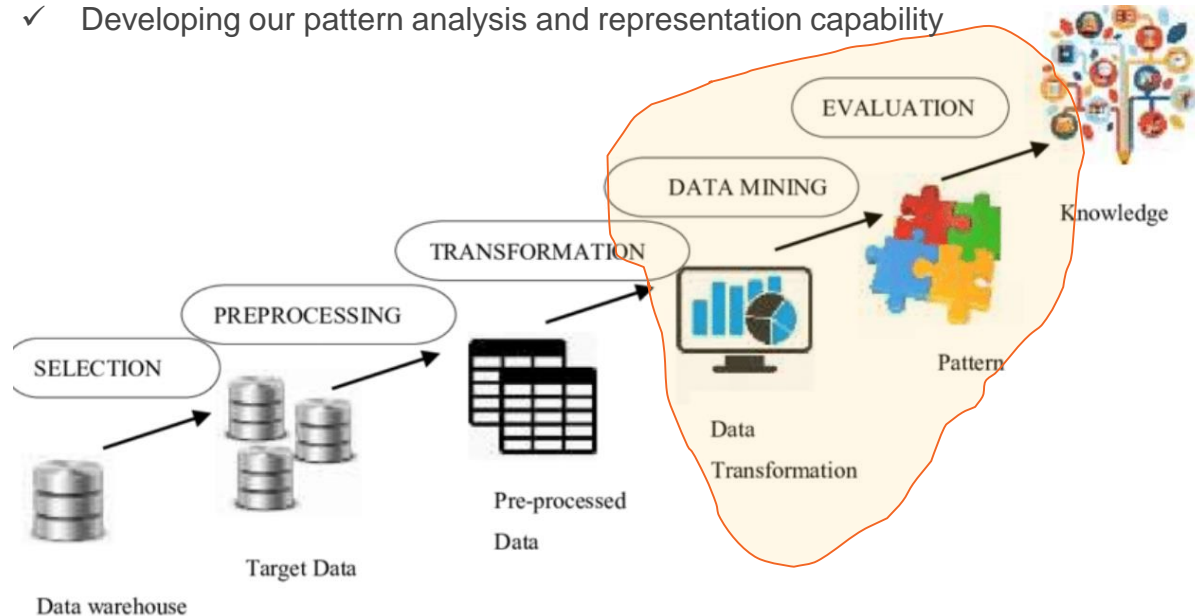 ✓ Developing our pattern analysis and representation capability
EVALUATION
DATA MINING
Knowledge
TRANSFORMATION
PREPROCESSING
SELECTION
Pattern
Data
Transformation
Pre-processed
Data
Target Data
Data warehouse